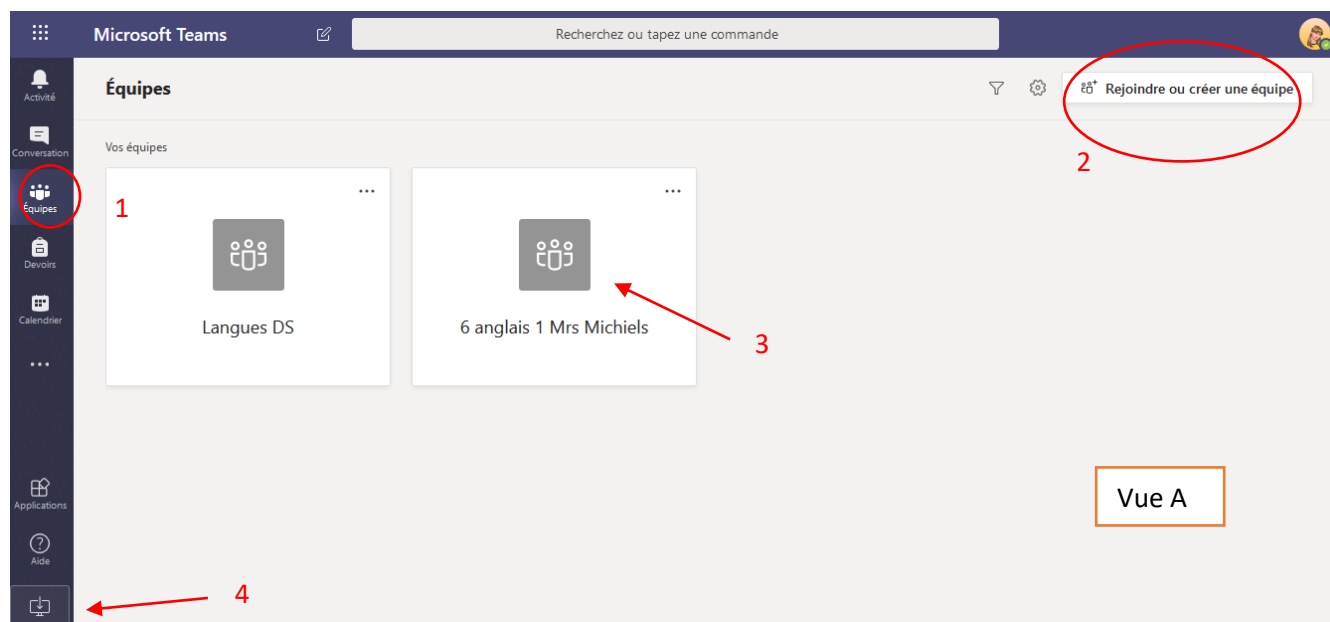 Microsoft Teams
Recherchez ou tapez une commande
Activité
Équipes
Rejoindre ou créer une équipe
Conversation
Vos équipes
2
Équipes
1
Devoirs
Calendrier
Langues DS
6 anglais 1 Mrs Michiels
3
Applications
Vue A
Aide
4